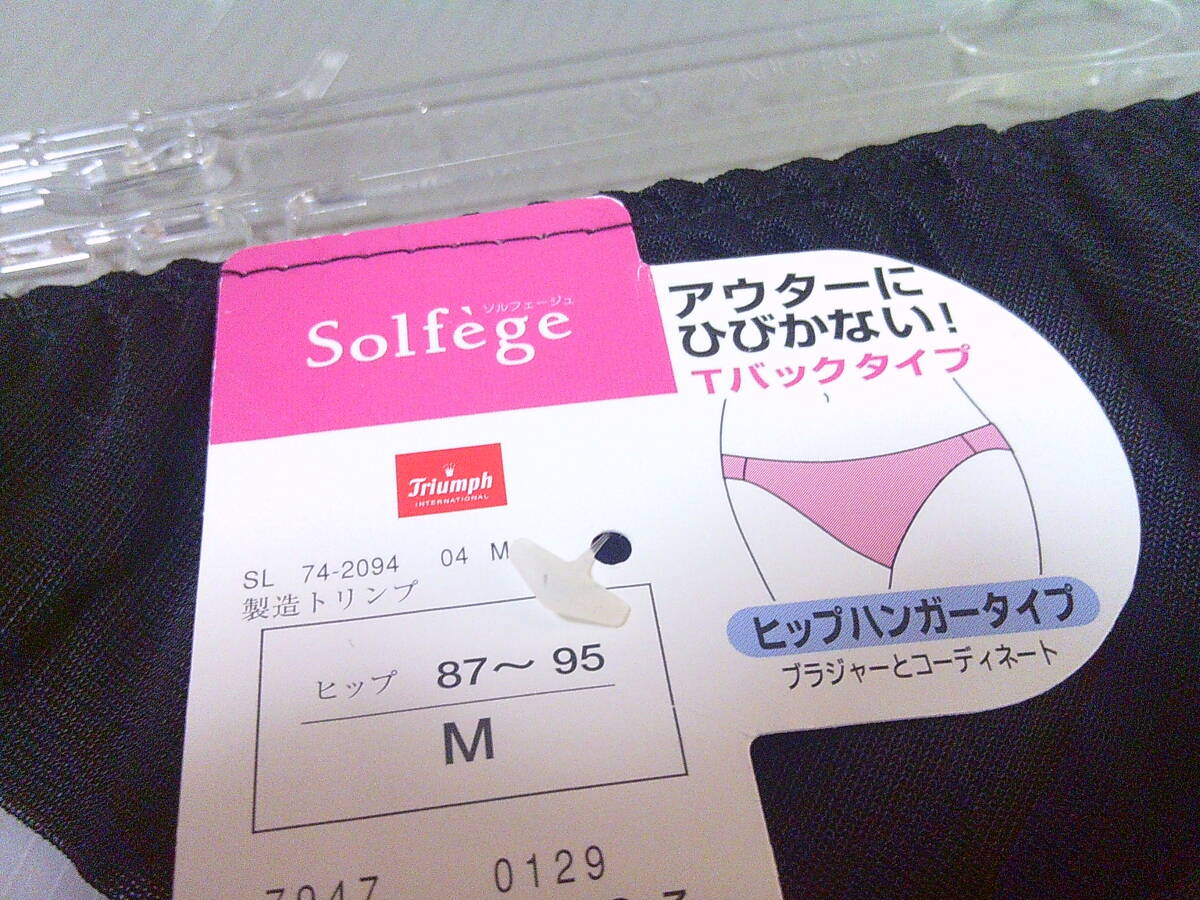 ソルフェージュ
Solfège
アウターに
ひびかない!
Tバックタイプ
Triumph
INTERNATIONAL
SL 74-2094 04 M
製造トリンプ
ヒップ 87〜95
M
ヒップハンガータイプ
ブラジャーとコーディネート
7947 0129